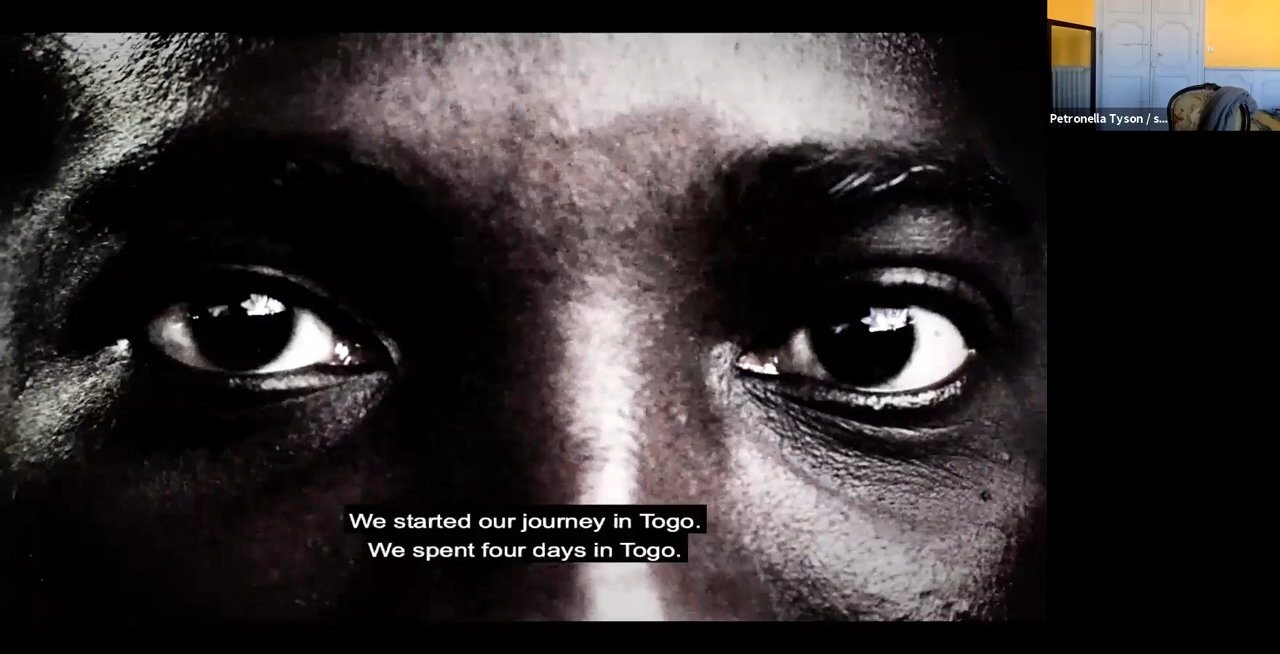 We started our journey in Togo.
We spent four days in Togo.
Petronella Tyson / s...